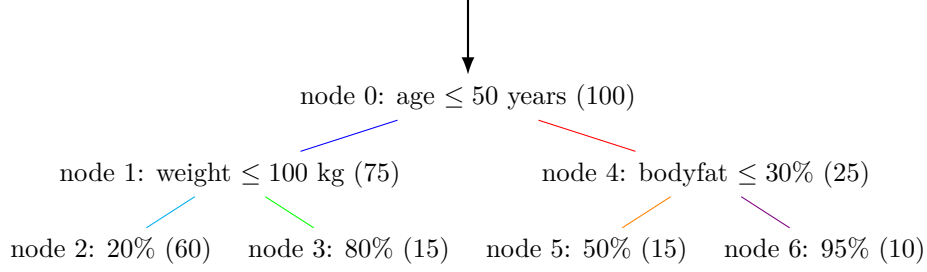 node 0: age ≤ 50 years (100)
node 1: weight ≤ 100 kg (75)
node 4: bodyfat ≤ 30% (25)
node 2: 20% (60)
node 3: 80% (15)
node 5: 50% (15)
node 6: 95% (10)